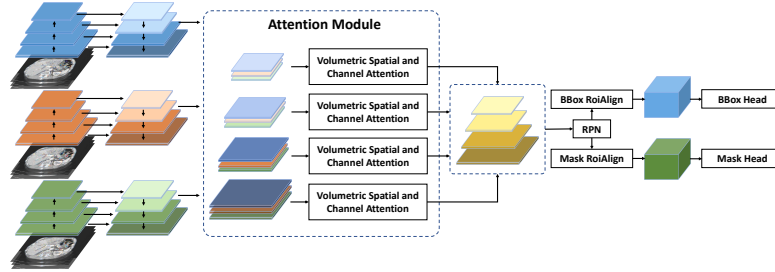 Attention Module
Volumetric Spatial and
Channel Attention
Volumetric Spatial and
Channel Attention
Volumetric Spatial and
Channel Attention
Volumetric Spatial and
Channel Attention
BBox RoiAlign
BBox Head
RPN
Mask RoiAlign
Mask Head